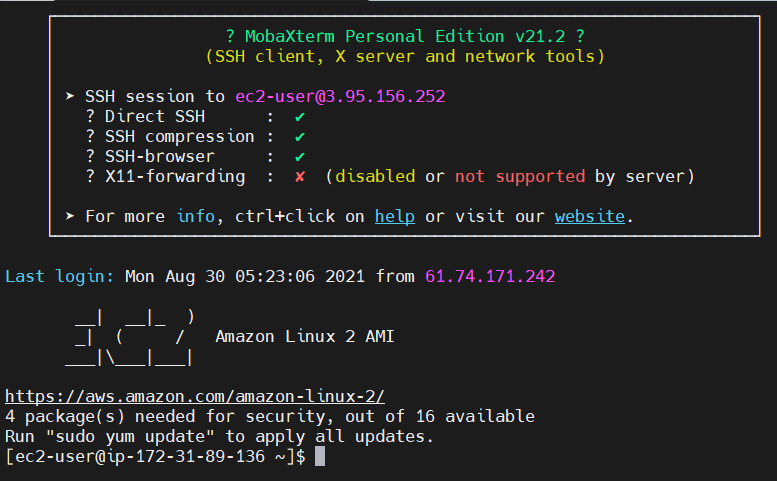 ? MobaXterm Personal Edition v21.2 ?
(SSH client, X server and network tools)
➤ SSH session to ec2-user@3.95.156.252
? Direct SSH : ✔
? SSH compression : ✔
? SSH-browser : ✔
? X11-forwarding : ✘ (disabled or not supported by server)
➤ For more info, ctrl+click on help or visit our website.
Last login: Mon Aug 30 05:23:06 2021 from 61.74.171.242
__| __|_ )
_| ( / Amazon Linux 2 AMI
___|\___|___|
https://aws.amazon.com/amazon-linux-2/
4 package(s) needed for security, out of 16 available
Run "sudo yum update" to apply all updates.
[ec2-user@ip-172-31-89-136 ~]$